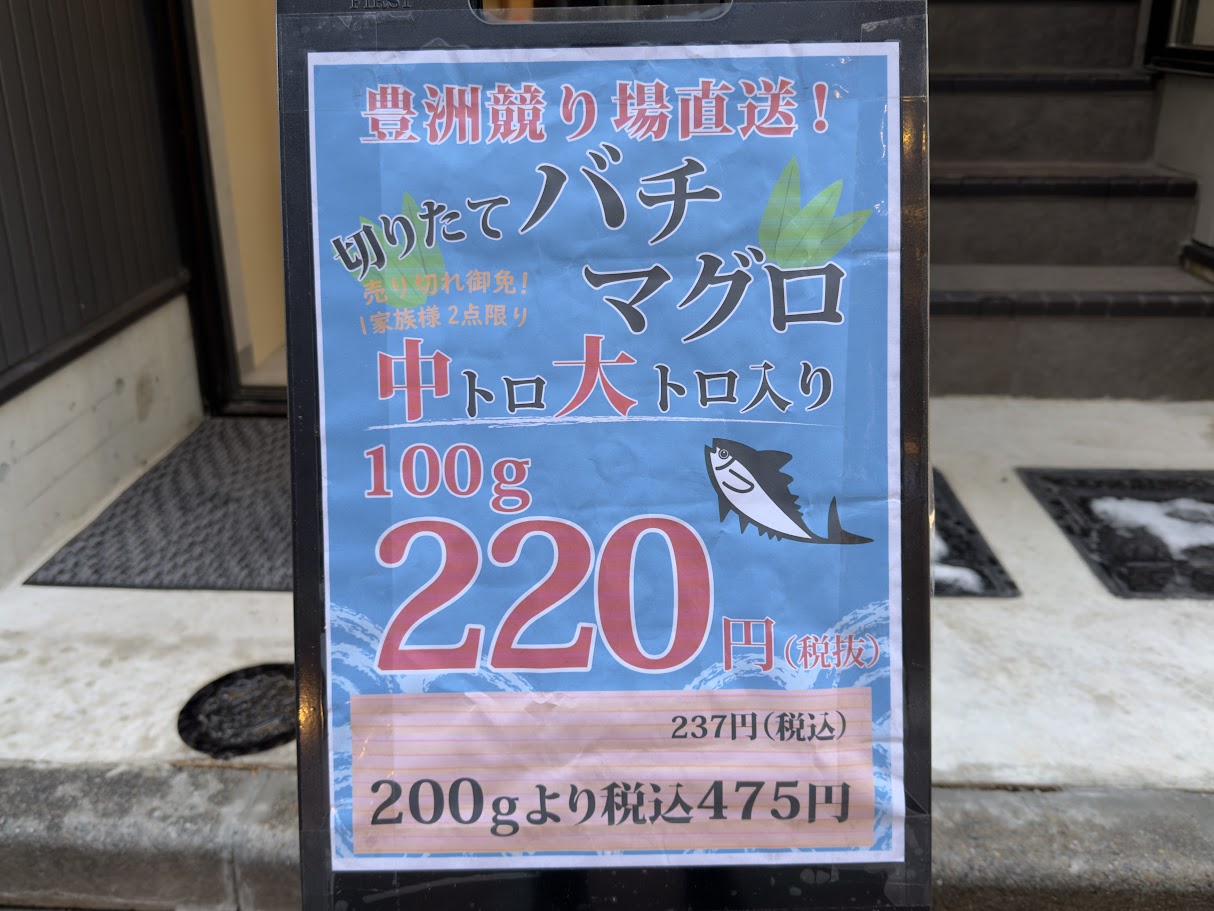 FIRST
豊洲競り場直送！
切りたてバチ
マグロ
売り切れ御免！
1家族様 2点限り
中トロ大トロ入り
100g
220円（税抜）
237円（税込）
200gより税込475円